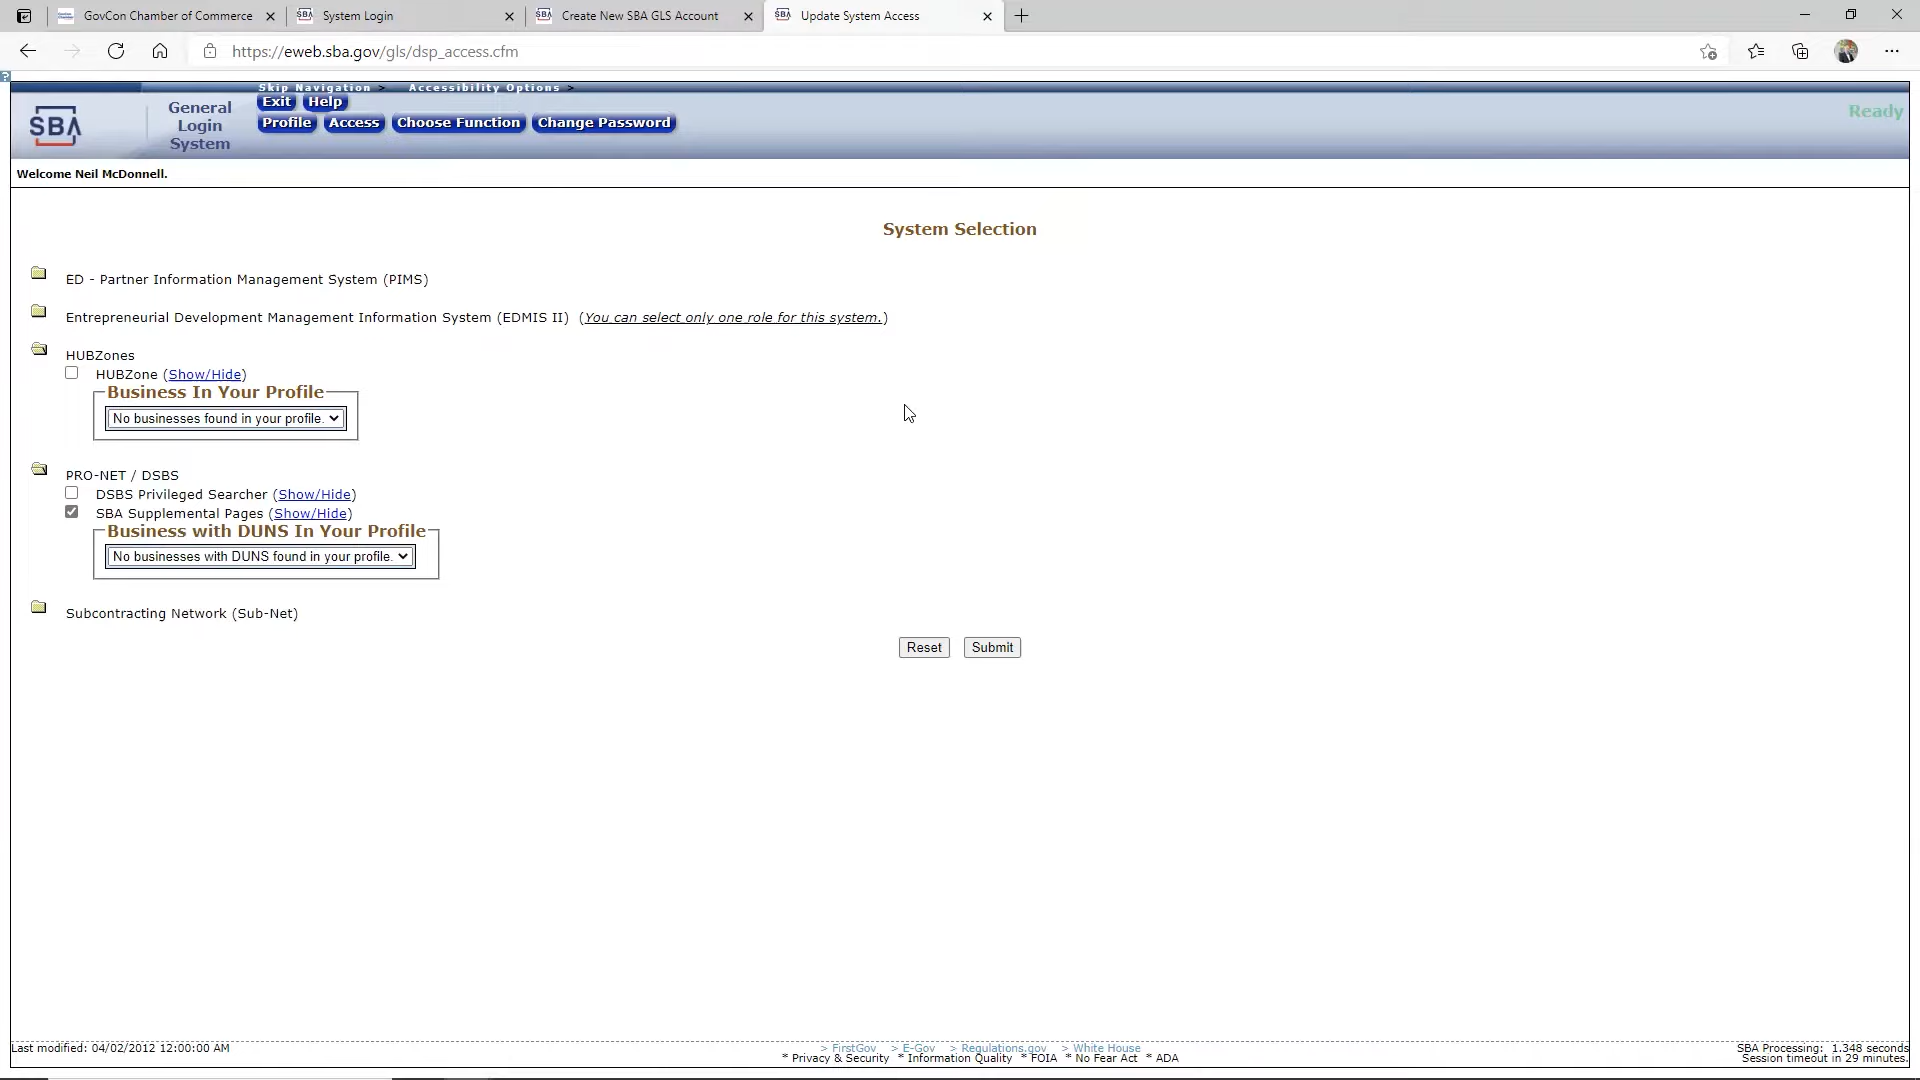 GovCon Chamber of Commerce
System Login
Create New SBA GLS Account
Update System Access
https://eweb.sba.gov/gls/dsp_access.cfm
?
Skip Navigation > Accessibility Options >
Exit Help
SBA
General
Login
System
Profile Access Choose Function Change Password
Ready
Welcome Neil McDonnell.
System Selection
ED - Partner Information Management System (PIMS)
Entrepreneurial Development Management Information System (EDMIS II) (You can select only one role for this system.)
HUBZones
HUBZone (Show/Hide)
Business In Your Profile
No businesses found in your profile.
PRO-NET / DSBS
DSBS Privileged Searcher (Show/Hide)
SBA Supplemental Pages (Show/Hide)
Business with DUNS In Your Profile
No businesses with DUNS found in your profile.
Subcontracting Network (Sub-Net)
Reset Submit
Last modified: 04/02/2012 12:00:00 AM
> FirstGov > E-Gov > Regulations.gov > White House
* Privacy & Security * Information Quality * FOIA * No Fear Act * ADA
SBA Processing: 1.348 seconds
Session timeout in 29 minutes.